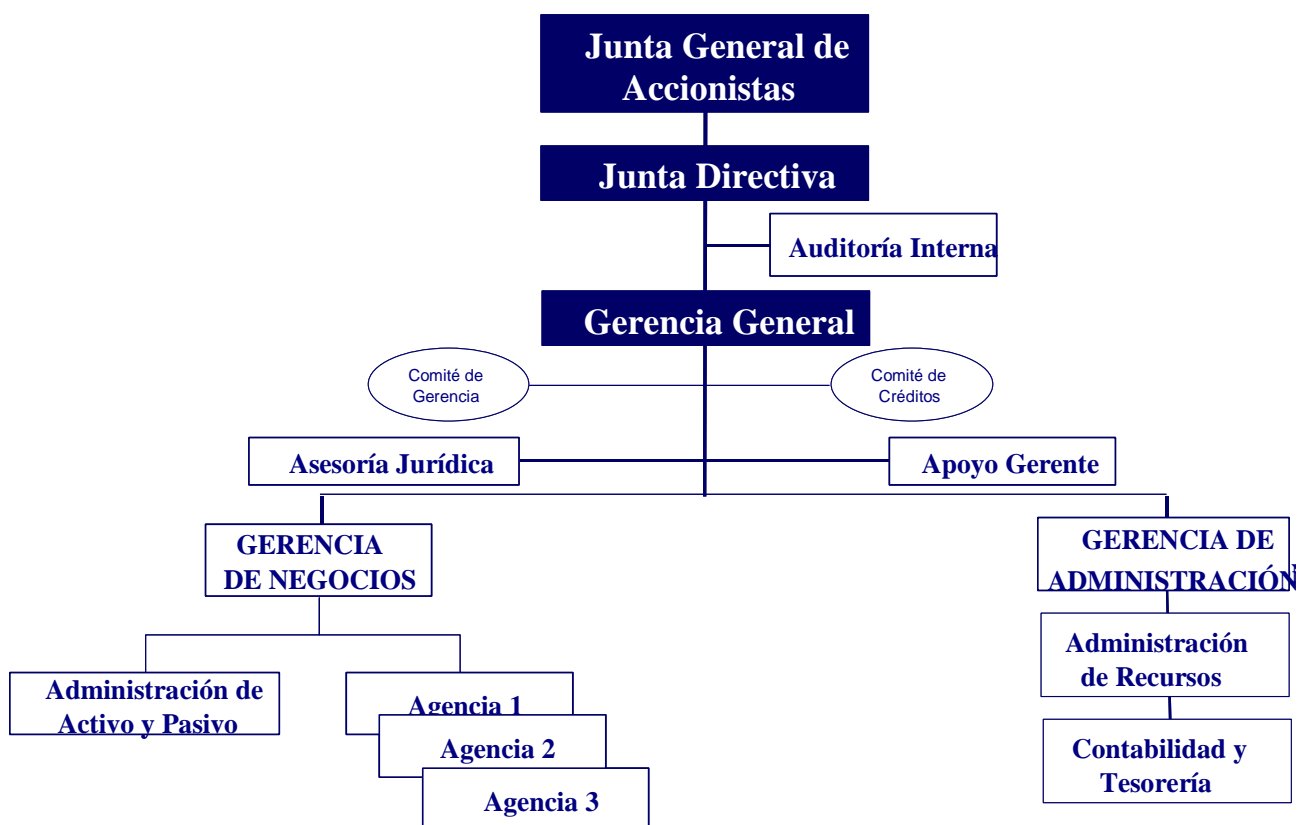 Junta General de
Accionistas
Junta Directiva
Auditoría Interna
Gerencia General
Comité de
Gerencia
Comité de
Créditos
Asesoría Jurídica
Apoyo Gerente
GERENCIA
DE NEGOCIOS
GERENCIA DE
ADMINISTRACIÓN
Administración de
Activo y Pasivo
Agencia 1
Agencia 2
Agencia 3
Administración
de Recursos
Contabilidad y
Tesorería